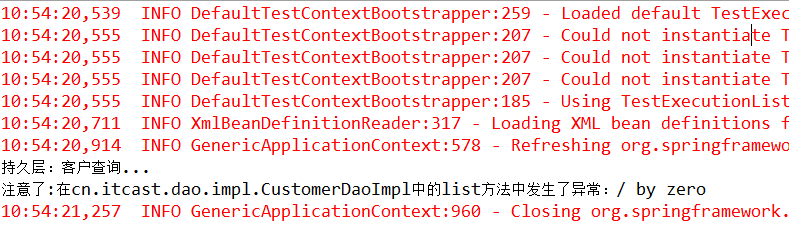 10:54:20,539  INFO DefaultTestContextBootstrapper:259 - Loaded default TestExec
10:54:20,555  INFO DefaultTestContextBootstrapper:207 - Could not instantiate T
10:54:20,555  INFO DefaultTestContextBootstrapper:207 - Could not instantiate T
10:54:20,555  INFO DefaultTestContextBootstrapper:207 - Could not instantiate T
10:54:20,555  INFO DefaultTestContextBootstrapper:185 - Using TestExecutionList
10:54:20,711  INFO XmlBeanDefinitionReader:317 - Loading XML bean definitions f
10:54:20,914  INFO GenericApplicationContext:578 - Refreshing org.springframewo
持久层：客户查询...
注意了:在cn.itcast.dao.impl.CustomerDaoImpl中的list方法中发生了异常：/ by zero
10:54:21,257  INFO GenericApplicationContext:960 - Closing org.springframework.